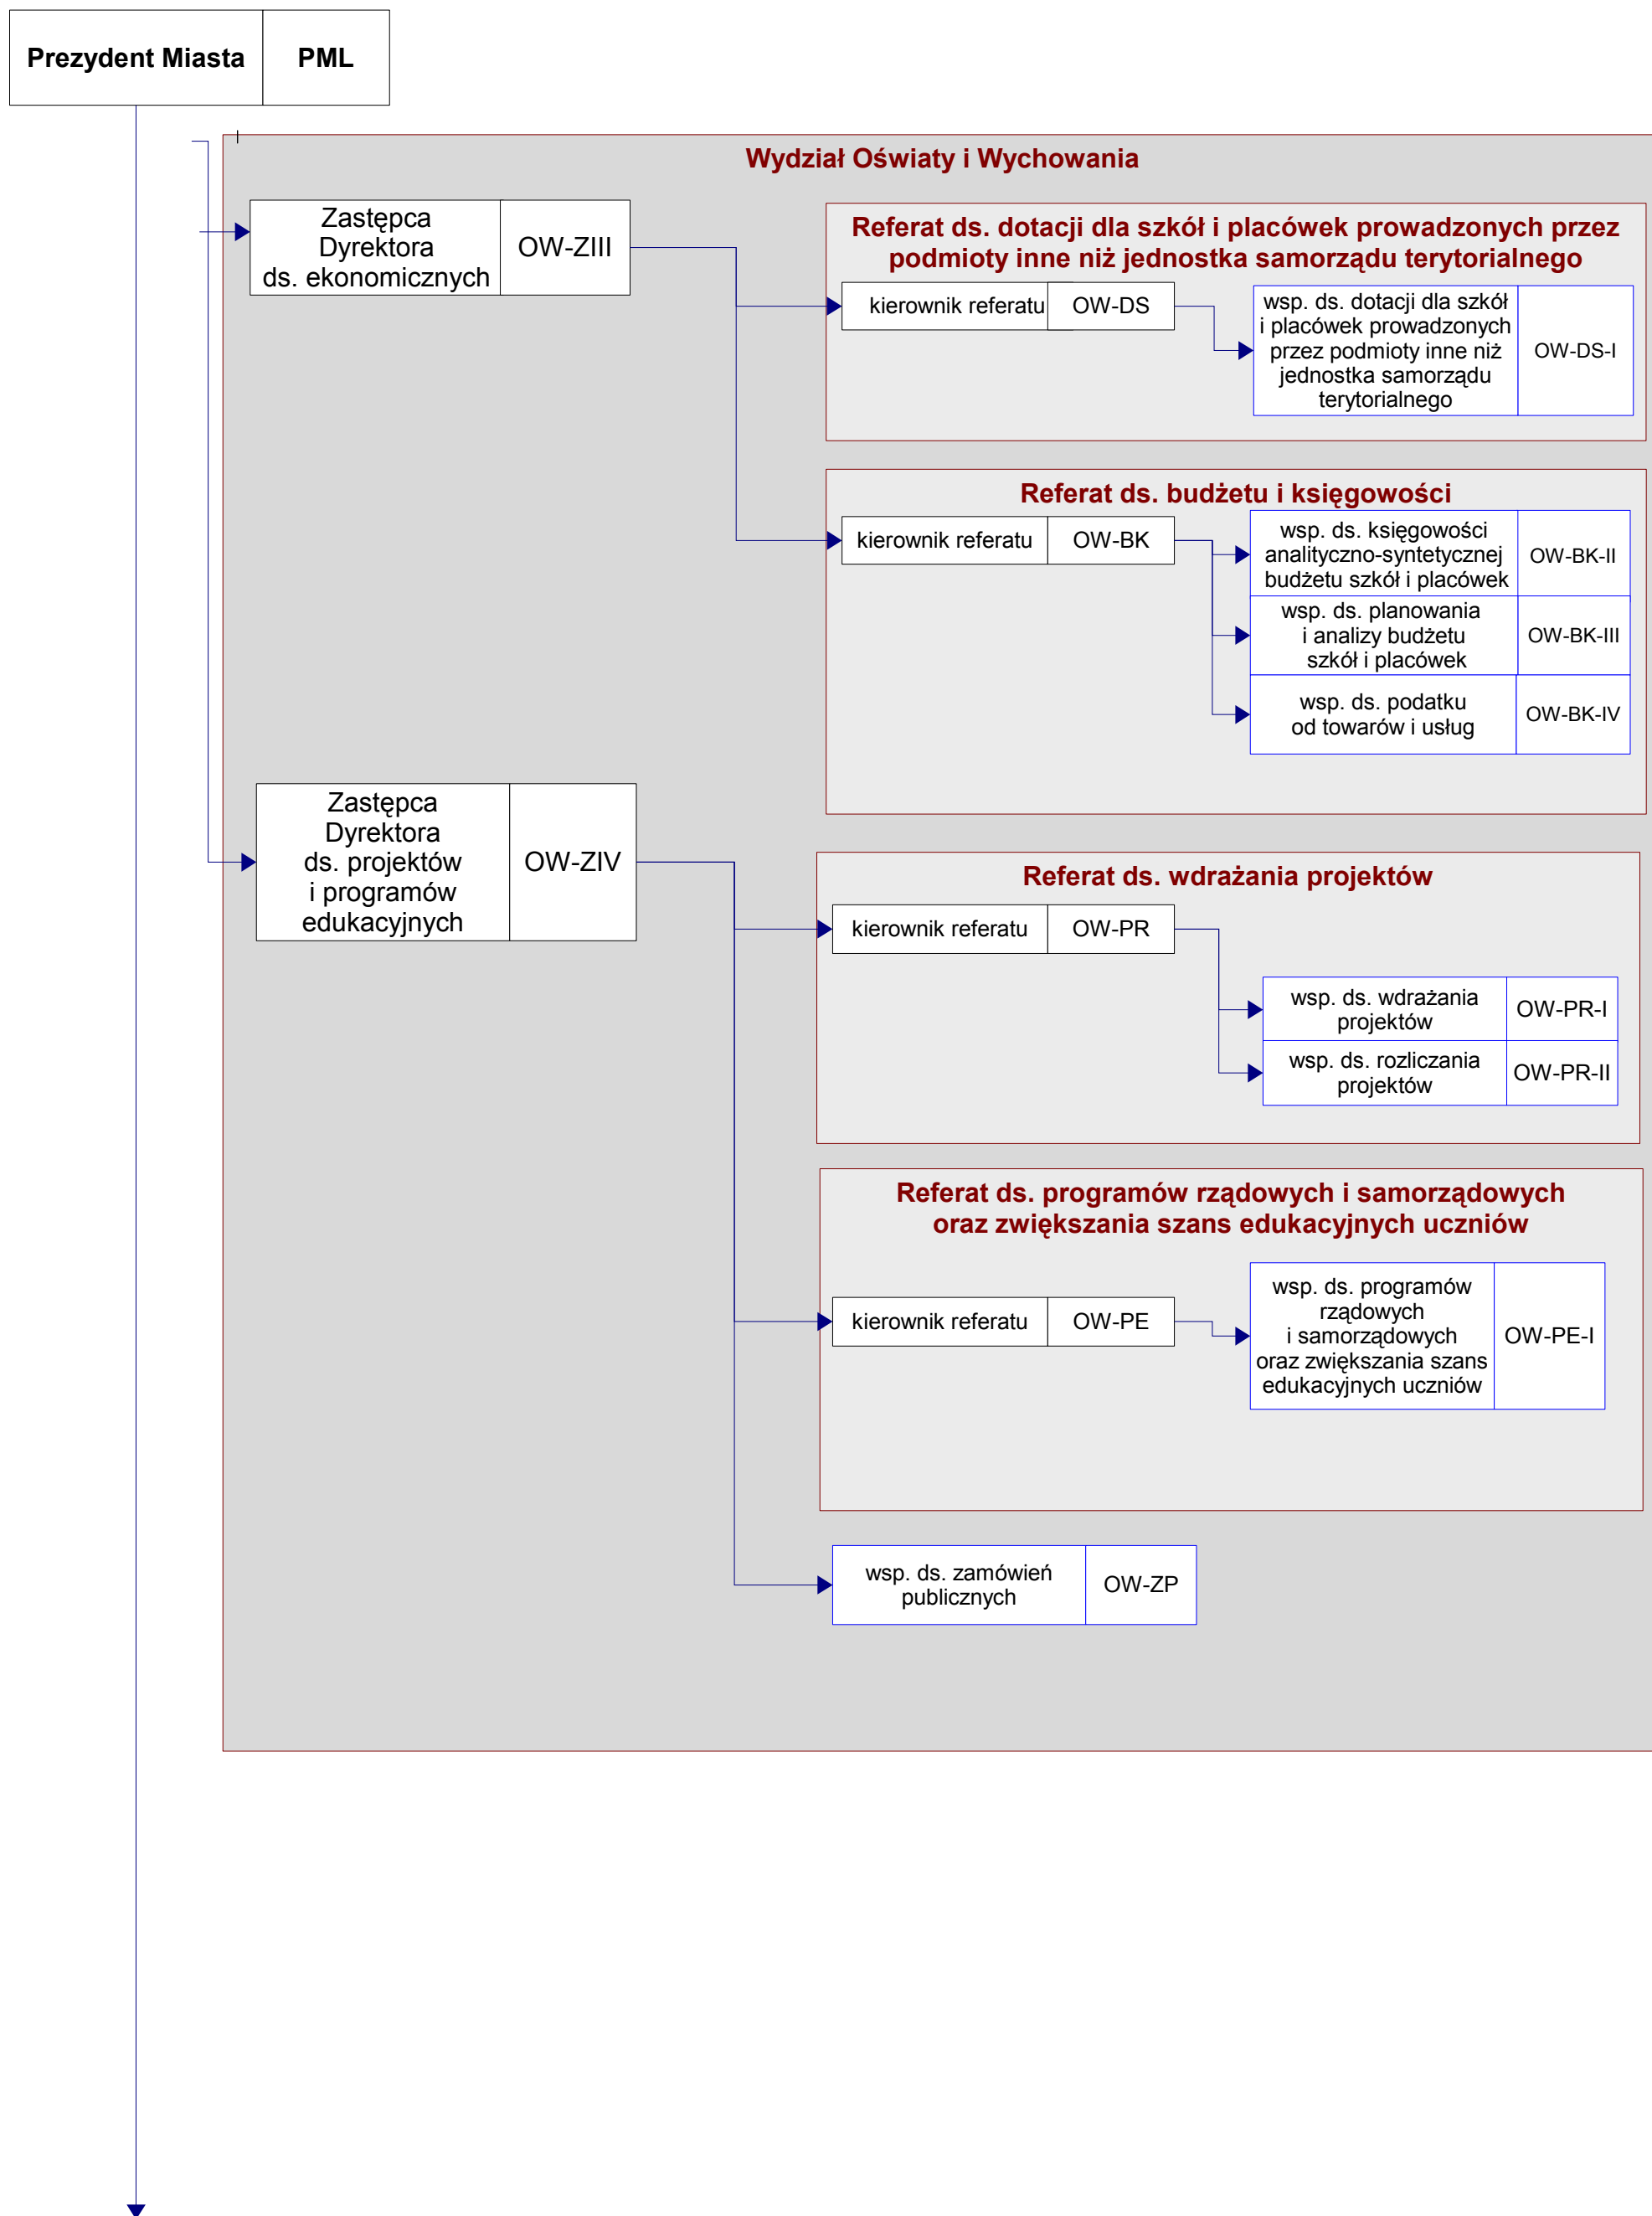 Prezydent Miasta
PML
Wydział Oświaty i Wychowania
Zastępca
Dyrektora
ds. ekonomicznych
OW-ZIII
Referat ds. dotacji dla szkół i placówek prowadzonych przez
podmioty inne niż jednostka samorządu terytorialnego
kierownik referatu
OW-DS
wsp. ds. dotacji dla szkół
i placówek prowadzonych
przez podmioty inne niż
jednostka samorządu
terytorialnego
OW-DS-I
Referat ds. budżetu i księgowości
kierownik referatu
OW-BK
wsp. ds. księgowości
analityczno-syntetycznej
budżetu szkół i placówek
OW-BK-II
wsp. ds. planowania
i analizy budżetu
szkół i placówek
OW-BK-III
wsp. ds. podatku
od towarów i usług
OW-BK-IV
Zastępca
Dyrektora
ds. projektów
i programów
edukacyjnych
OW-ZIV
Referat ds. wdrażania projektów
kierownik referatu
OW-PR
wsp. ds. wdrażania
projektów
OW-PR-I
wsp. ds. rozliczania
projektów
OW-PR-II
Referat ds. programów rządowych i samorządowych
oraz zwiększania szans edukacyjnych uczniów
kierownik referatu
OW-PE
wsp. ds. programów
rządowych
i samorządowych
oraz zwiększania szans
edukacyjnych uczniów
OW-PE-I
wsp. ds. zamówień
publicznych
OW-ZP